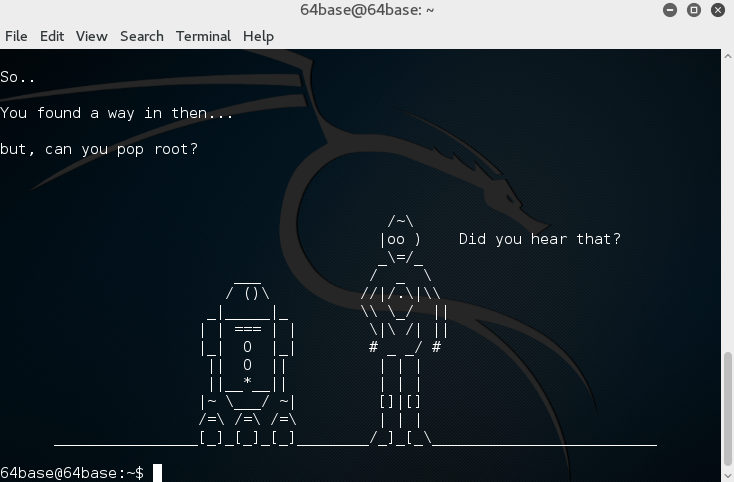 64base@64base: ~
File Edit View Search Terminal Help
So..
You found a way in then...
but, can you pop root?
/~\
|oo )    Did you hear that?
_\=/_
___        /  _  \
/ ()\          //|/.\|\\
_|_____|_        \\ \_/  ||
| | === | |        \|\ /| ||
|_|  O  |_|        # _ _/ #
||  O  ||          | | |
||__*__||          | | |
|~ \___/ ~|         []|[]
/=\ /=\ /=\         | | |
________________[_]_[_]_[_]________/_]_[_\_________________________
64base@64base:~$